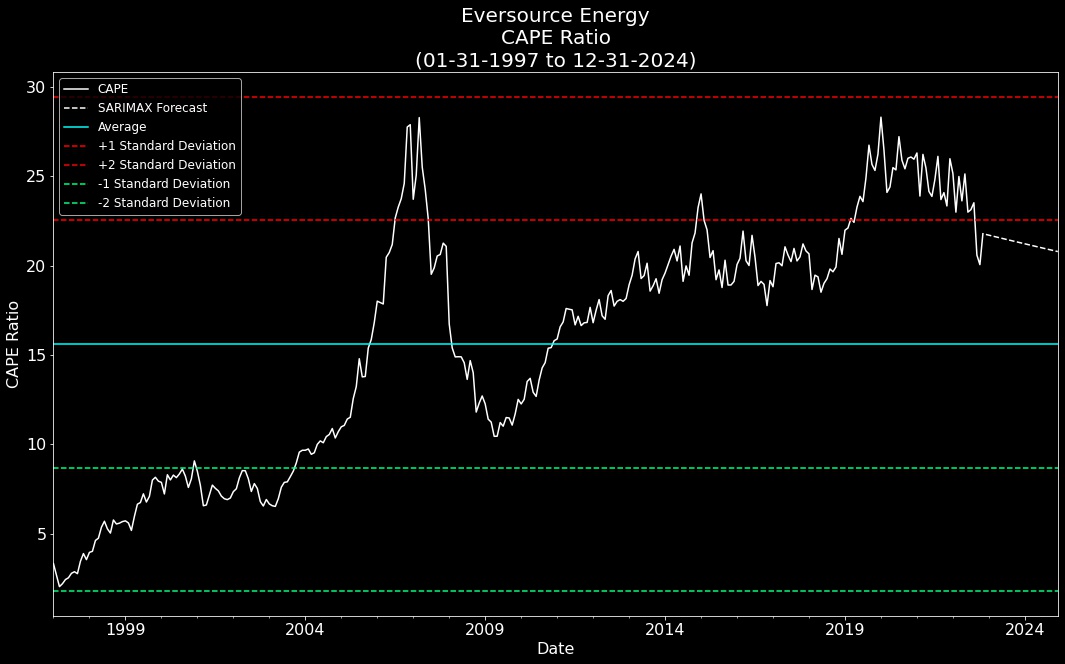 Eversource Energy
CAPE Ratio
(01-31-1997 to 12-31-2024)
CAPE
SARIMAX Forecast
Average
+1 Standard Deviation
+2 Standard Deviation
-1 Standard Deviation
-2 Standard Deviation
30
25
20
15
10
5
CAPE Ratio
1999 2004 2009 2014 2019 2024
Date